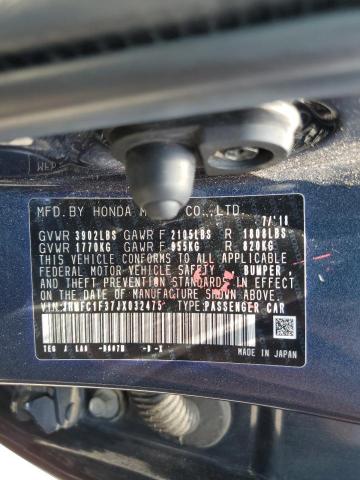 MFD.BY HONDA CO.,LTD. 7/'18
GVWR 3902LBS GAWR F 2105LBS R 1808LBS
GVWR 1770KG GAWR F 955KG R 820KG
THIS VEHICLE CONFORMS TO ALL APPLICABLE
FEDERAL MOTOR VEHICLE SAFETY, BUMPER,
AND THEFT PREVENTION STANDARDS IN EFFECT
ON THE DATE OF MANUFACTURE SHOWN ABOVE.
TYPE:PASSENGER CAR
MADE IN JAPAN